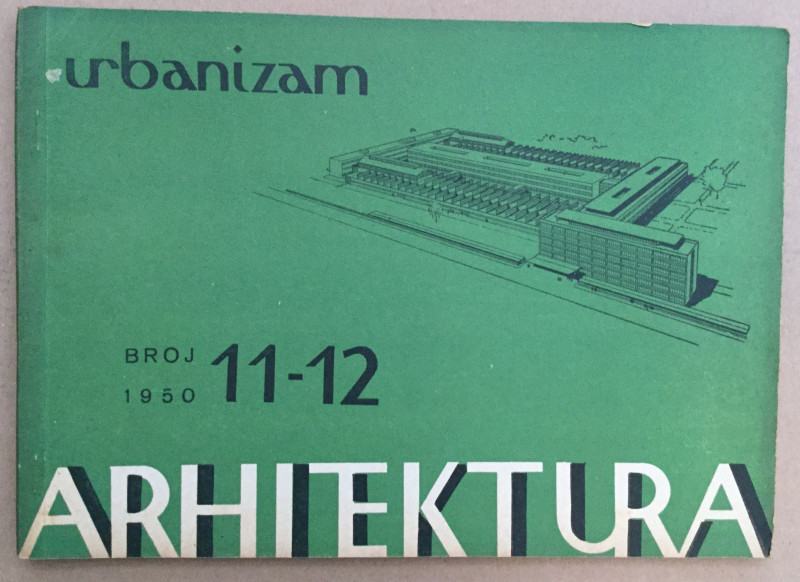 urbanizam
BROJ 11-12
1950
ARHITEKTURA